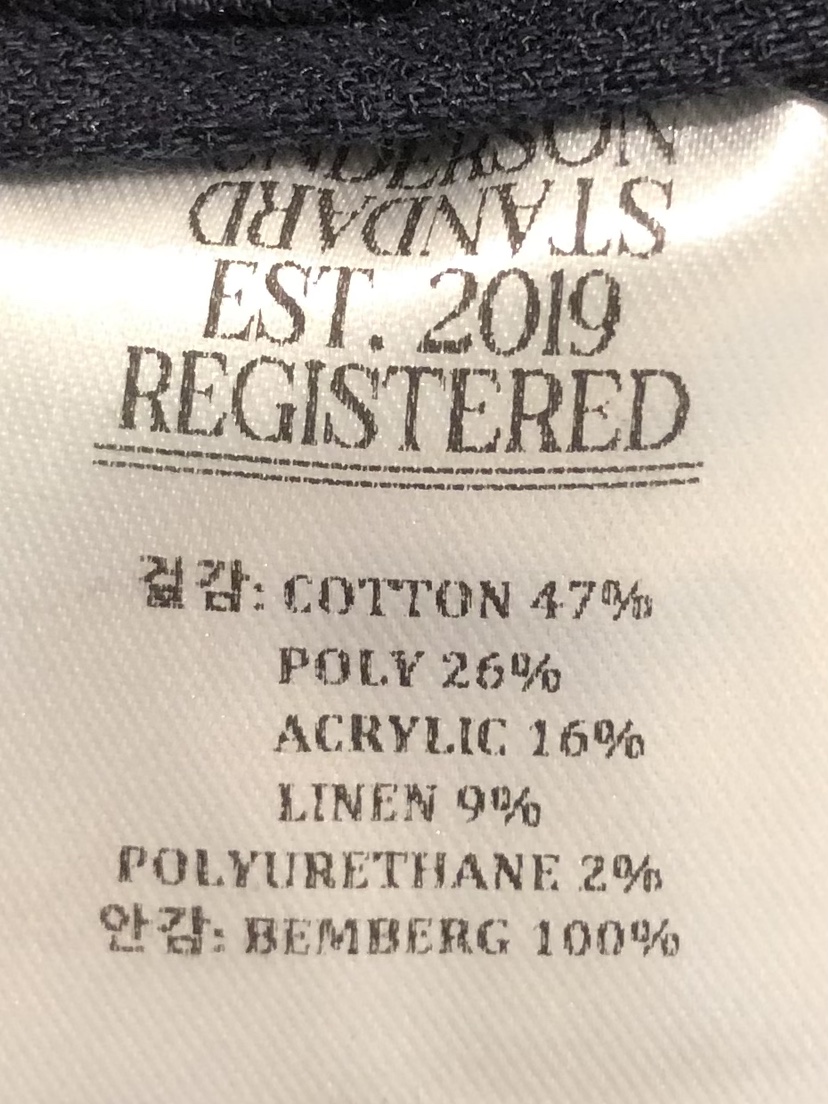 STANDARD
EST. 2019
REGISTERED
겉감: COTTON 47%
POLY 26%
ACRYLIC 16%
LINEN 9%
POLYURETHANE 2%
안감: BEMBERG 100%